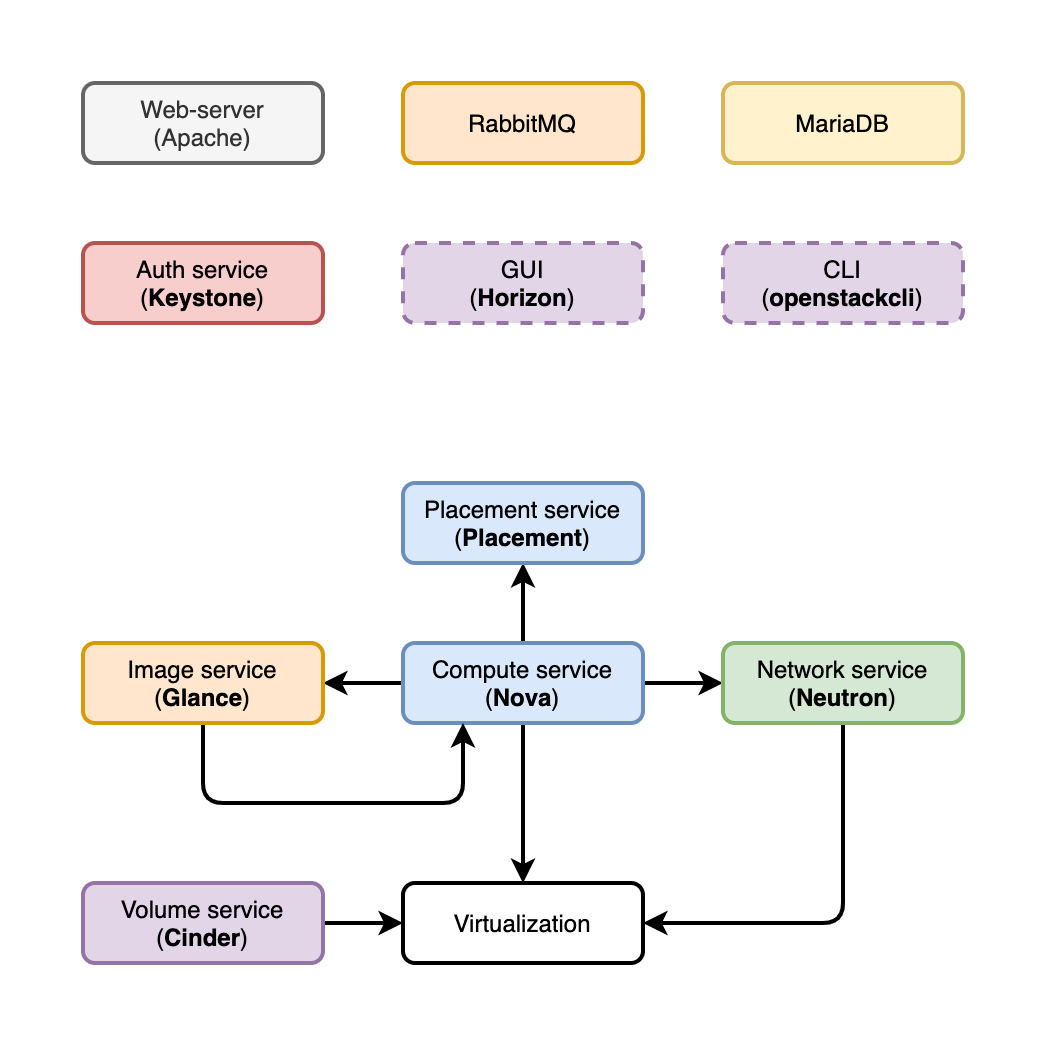 Web-server
(Apache)
RabbitMQ
MariaDB
Auth service
(Keystone)
GUI
(Horizon)
CLI
(openstackcli)
Placement service
(Placement)
Image service
(Glance)
Compute service
(Nova)
Network service
(Neutron)
Volume service
(Cinder)
Virtualization